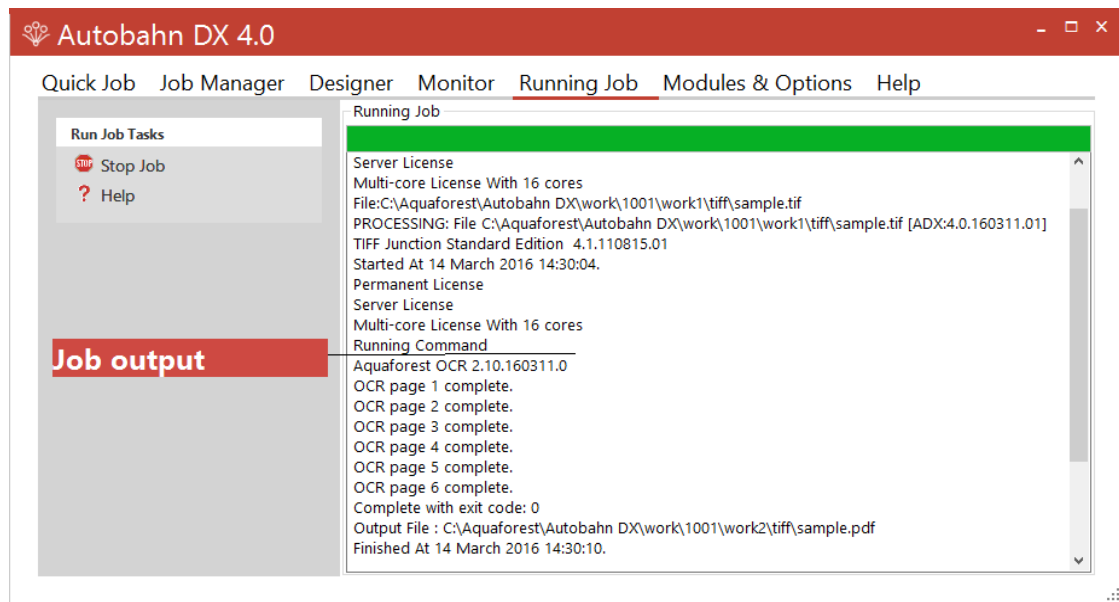 Autobahn DX 4.0
Quick Job Job Manager Designer Monitor Running Job Modules & Options Help
Run Job Tasks
STOP Stop Job
? Help
Job output
Running Job
Server License
Multi-core License With 16 cores
File:C:\Aquaforest\Autobahn DX\work\1001\work1\tiff\sample.tif
PROCESSING: File C:\Aquaforest\Autobahn DX\work\1001\work1\tiff\sample.tif [ADX:4.0.160311.01]
TIFF Junction Standard Edition  4.1.110815.01
Started At 14 March 2016 14:30:04.
Permanent License
Server License
Multi-core License With 16 cores
Running Command
Aquaforest OCR 2.10.160311.0
OCR page 1 complete.
OCR page 2 complete.
OCR page 3 complete.
OCR page 4 complete.
OCR page 5 complete.
OCR page 6 complete.
Complete with exit code: 0
Output File : C:\Aquaforest\Autobahn DX\work\1001\work2\tiff\sample.pdf
Finished At 14 March 2016 14:30:10.